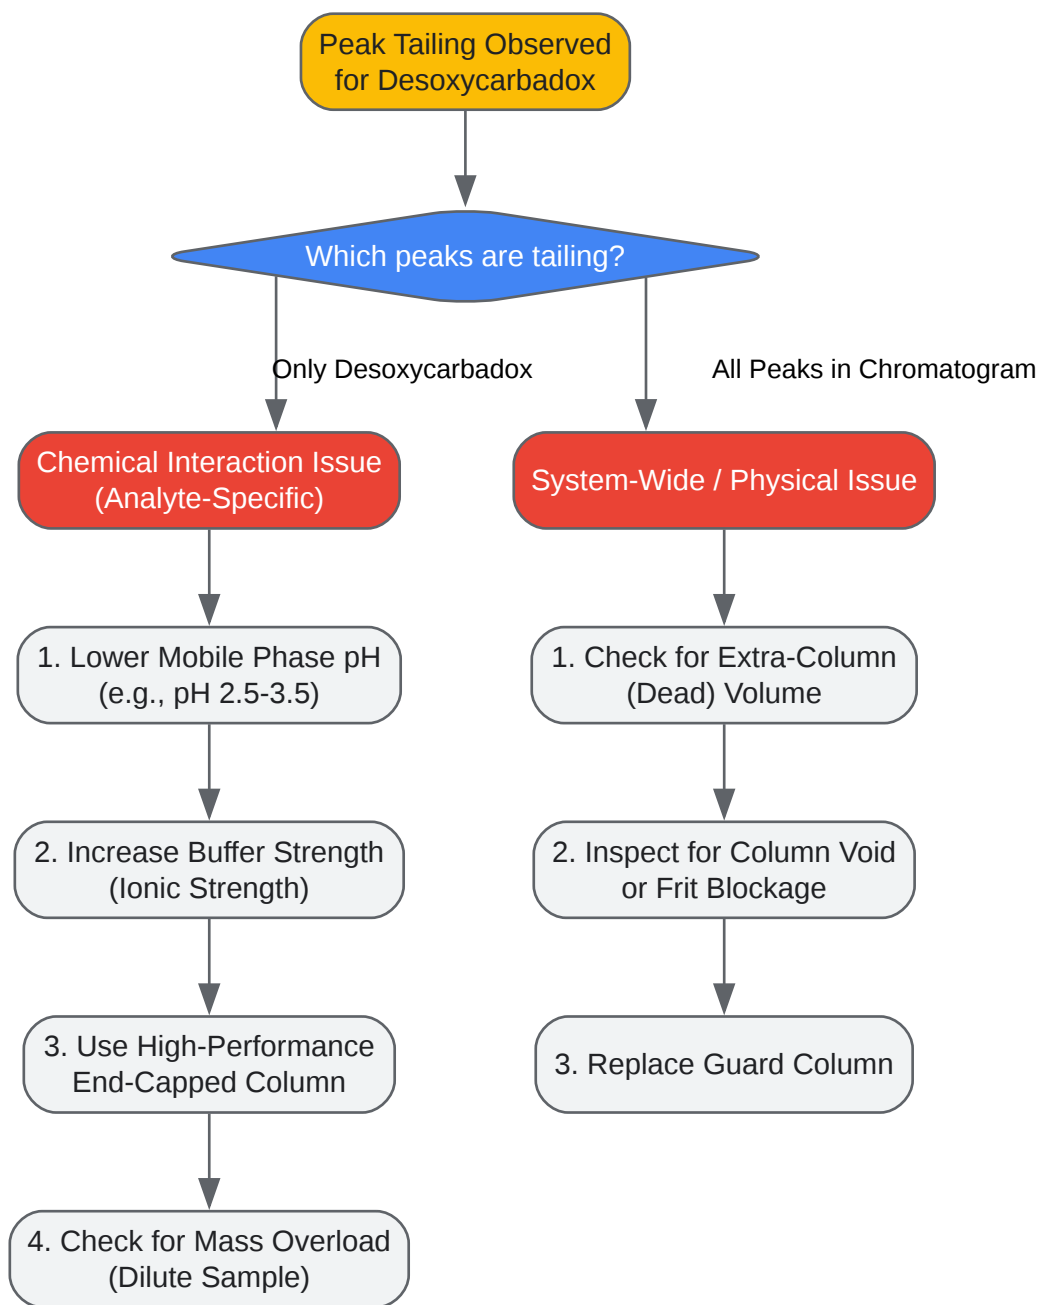 Peak Tailing Observed
for Desoxycarbadox
Which peaks are tailing?
Only Desoxycarbadox
All Peaks in Chromatogram
Chemical Interaction Issue
(Analyte-Specific)
System-Wide / Physical Issue
1. Lower Mobile Phase pH
(e.g., pH 2.5-3.5)
1. Check for Extra-Column
(Dead) Volume
2. Increase Buffer Strength
(Ionic Strength)
2. Inspect for Column Void
or Frit Blockage
3. Use High-Performance
End-Capped Column
3. Replace Guard Column
4. Check for Mass Overload
(Dilute Sample)